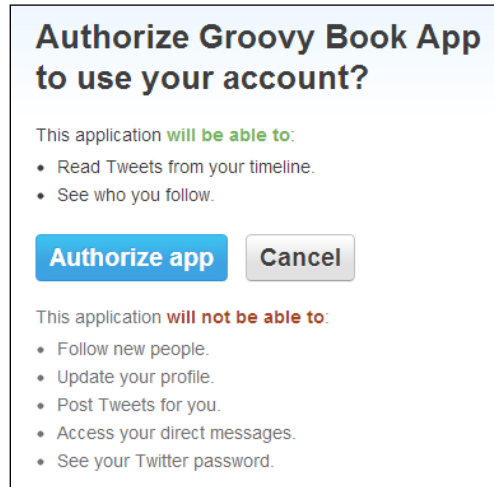 Authorize Groovy Book App
to use your account?
This application will be able to:
• Read Tweets from your timeline.
• See who you follow.
Authorize app Cancel
This application will not be able to:
• Follow new people.
• Update your profile.
• Post Tweets for you.
• Access your direct messages.
• See your Twitter password.